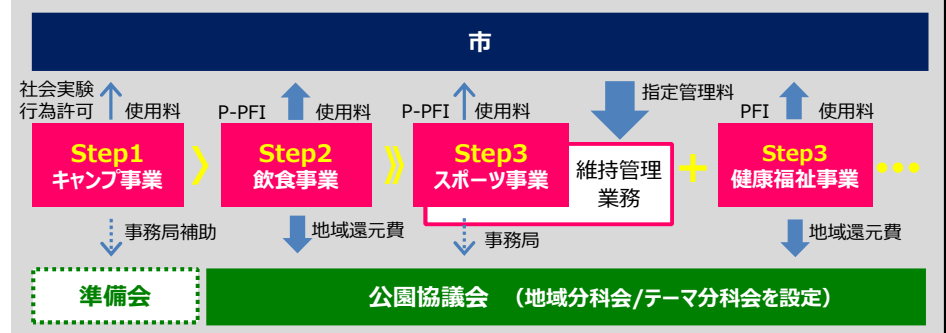 市
社会実験
行為許可
使用料
P-PFI
使用料
P-PFI
使用料
指定管理料
PFI
使用料
Step1
キャンプ事業
Step2
飲食事業
Step3
スポーツ事業
維持管理
業務
Step3
健康福祉事業
事務局補助
地域還元費
事務局
地域還元費
準備会
公園協議会 （地域分科会/テーマ分科会を設定）